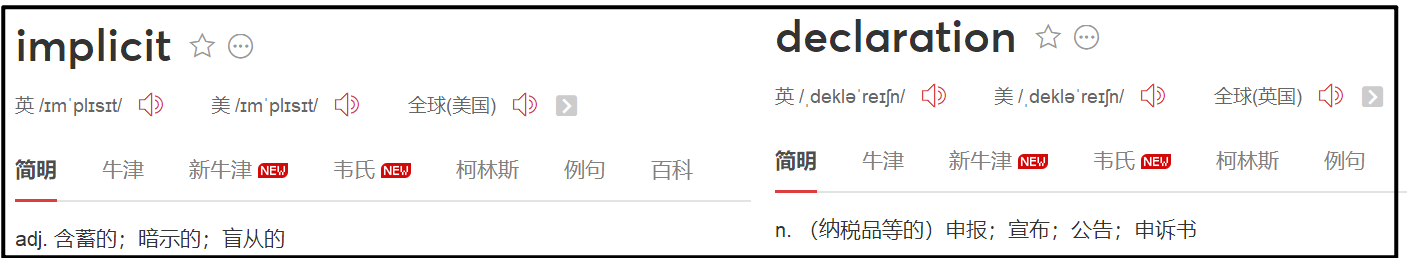 implicit
英 /ɪmˈplɪsɪt/ 美 /ɪmˈplɪsɪt/ 全球(美国)
简明 牛津 新牛津 NEW 韦氏 NEW 柯林斯 例句 百科
adj. 含蓄的；暗示的；盲从的
declaration
英 /ˌdekləˈreɪʃn/ 美 /ˌdekləˈreɪʃn/ 全球(英国)
简明 牛津 新牛津 NEW 韦氏 NEW 柯林斯 例句
n. （纳税品等的）申报；宣布；公告；申诉书